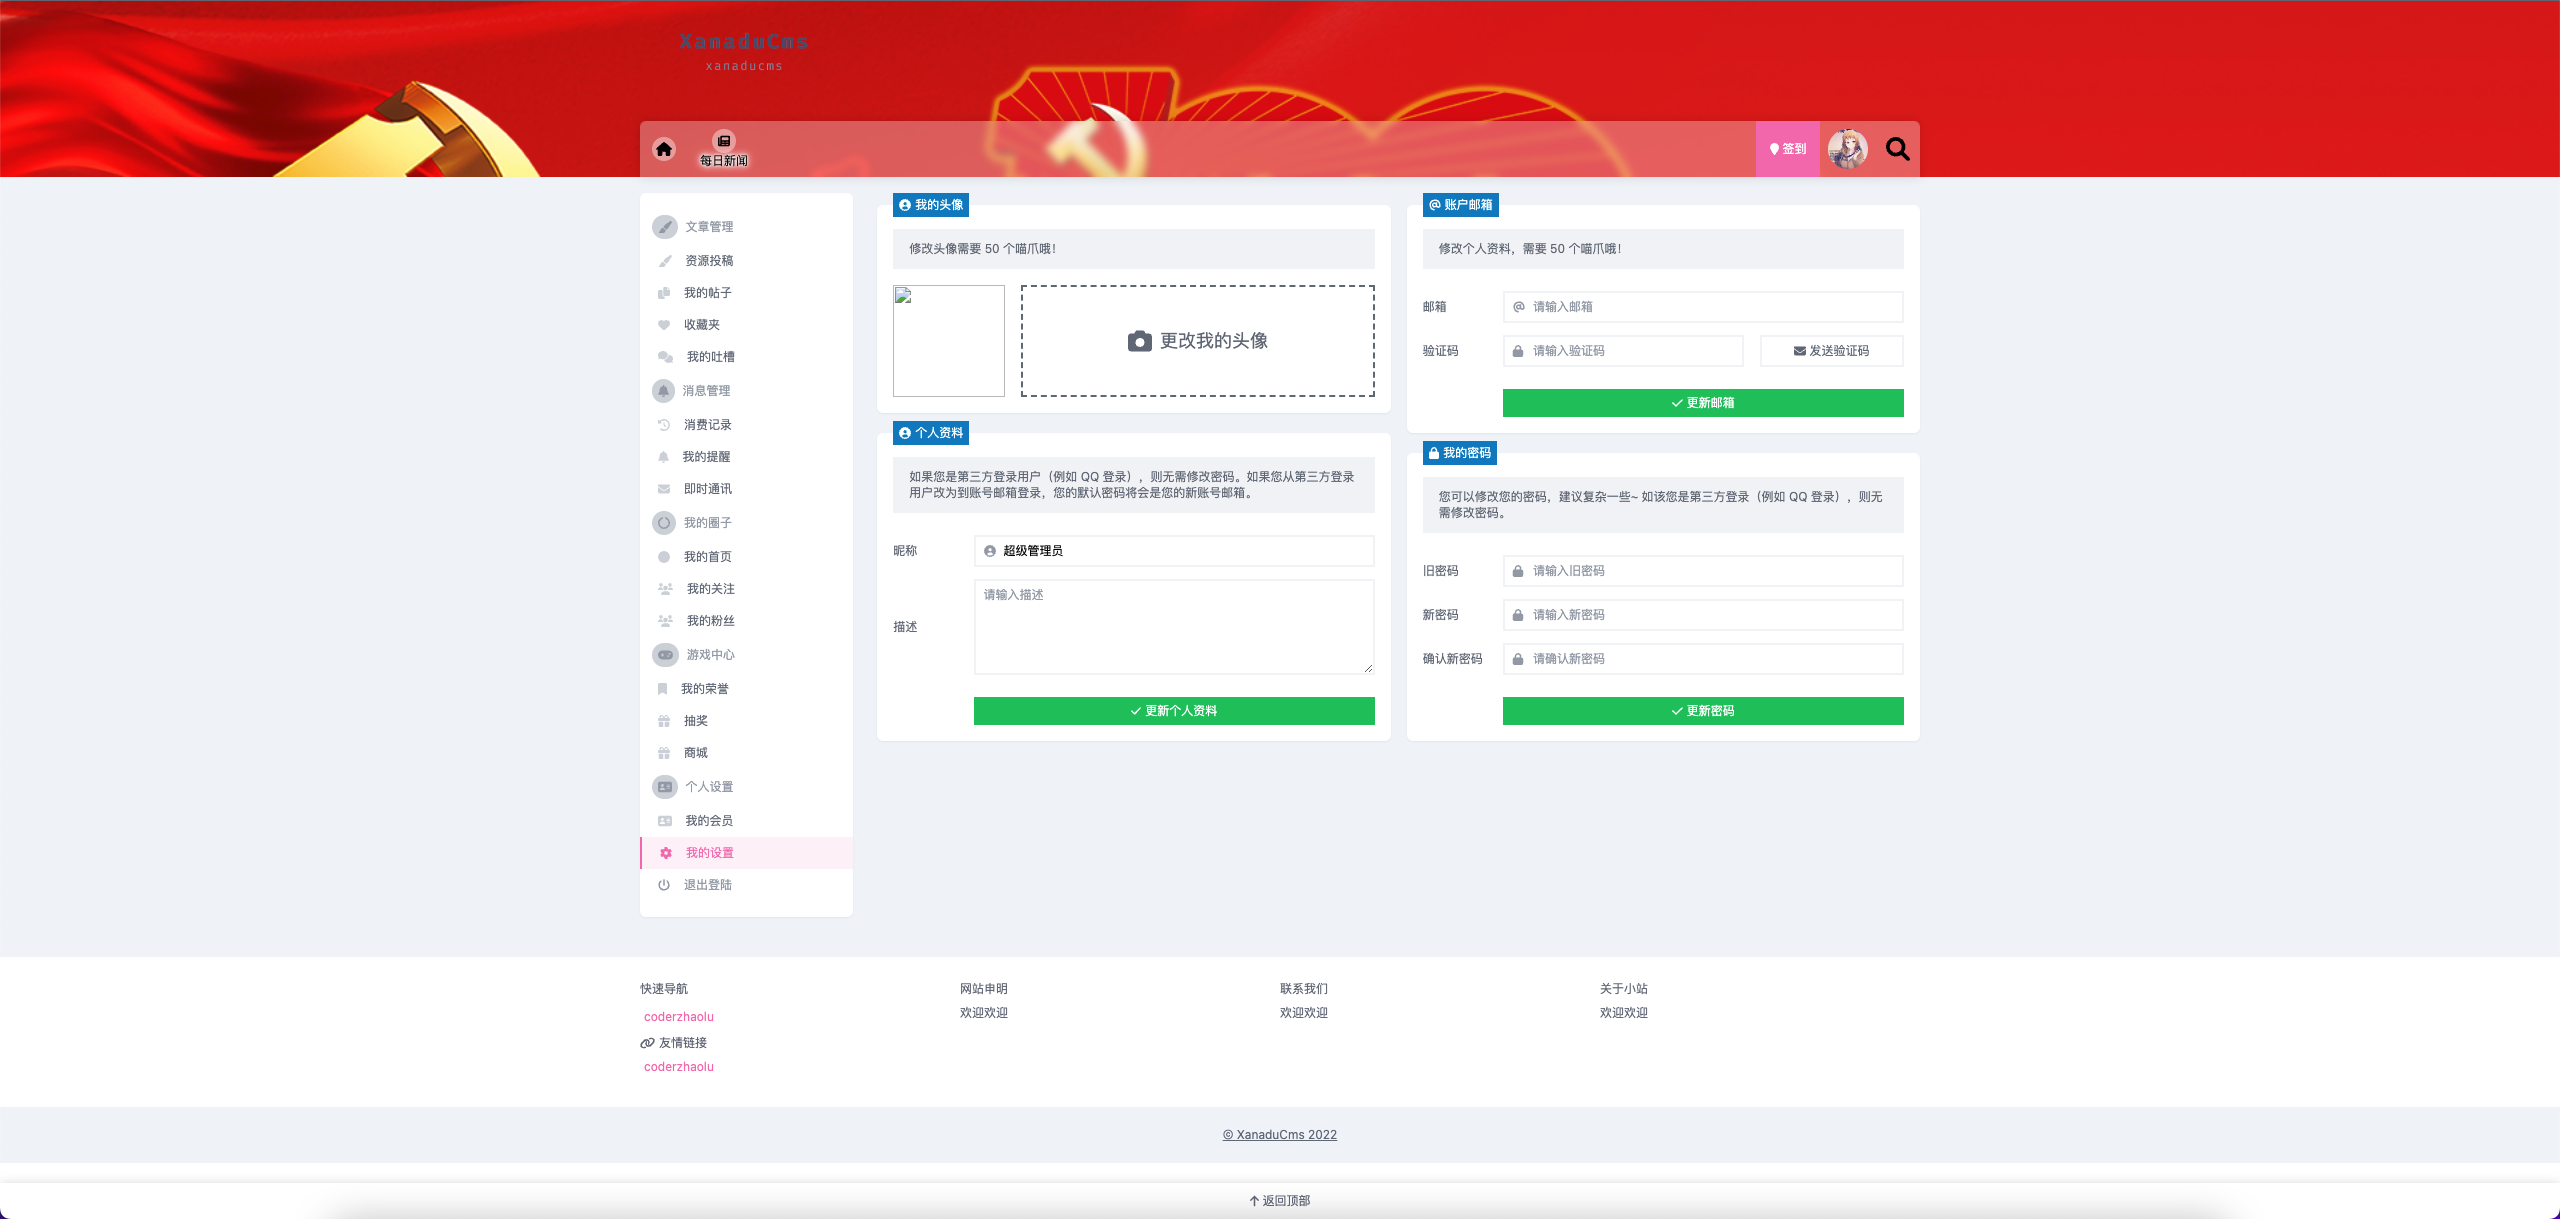 XanaduCms
xanaducms
每日新闻
签到
文章管理
资源投稿
我的帖子
收藏夹
我的吐槽
消息管理
消费记录
我的提醒
即时通讯
我的圈子
我的首页
我的关注
我的粉丝
游戏中心
我的荣誉
抽奖
商城
个人设置
我的会员
我的设置
退出登陆
我的头像
修改头像需要 50 个喵爪哦！
更改我的头像
个人资料
如果您是第三方登录用户（例如 QQ 登录），则无需修改密码。如果您从第三方登录
用户改为到账号邮箱登录，您的默认密码将会是您的新账号邮箱。
昵称
超级管理员
描述
请输入描述
更新个人资料
账户邮箱
修改个人资料，需要 50 个喵爪哦！
邮箱
请输入邮箱
验证码
请输入验证码
发送验证码
更新邮箱
我的密码
您可以修改您的密码，建议复杂一些~ 如该您是第三方登录（例如 QQ 登录），则无
需修改密码。
旧密码
请输入旧密码
新密码
请输入新密码
确认新密码
请确认新密码
更新密码
快速导航
coderzhaolu
友情链接
coderzhaolu
网站申明
欢迎欢迎
联系我们
欢迎欢迎
关于小站
欢迎欢迎
© XanaduCms 2022
返回顶部